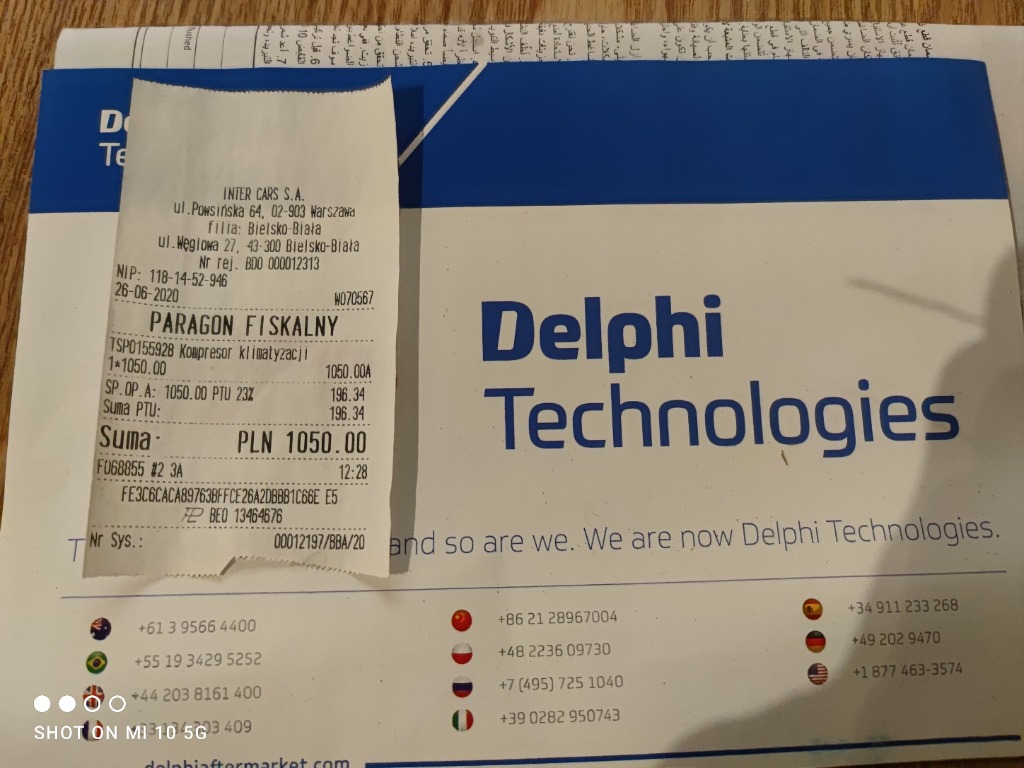 INTER CARS S.A.
ul.Powsińska 64, 02-903 Warszawa
filia: Bielsko-Biała
ul.Węglowa 27, 43-300 Bielsko-Biała
Nr rej. BDO 000012313
NIP: 118-14-52-946
26-06-2020 W070567
PARAGON FISKALNY
TSP0155928 Kompresor klimatyzacji
1*1050.00 1050.00A
SP.OP.A: 1050.00 PTU 23% 196.34
Suma PTU: 196.34
Suma: PLN 1050.00
F068855 #2 3A 12:28
FE3C6CACA89763BFFCE26A2DBBB1C66E E5
BEO 13464676
Nr Sys.: 00012197/BBA/20
Delphi
Technologies
and so are we. We are now Delphi Technologies.
+61 3 9566 4400
+55 19 3429 5252
+44 203 8161 400
+86 21 28967004
+48 2236 09730
+7 (495) 725 1040
+39 0282 950743
+34 911 233 268
+49 202 9470
+1 877 463-3574
delphiaftermarket.com
SHOT ON MI 10 5G